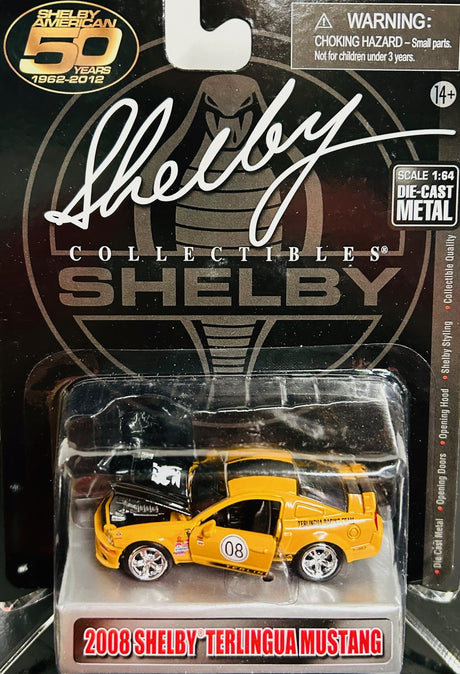 SHELBY
AMERICAN
50
YEARS
1962-2012
WARNING:
CHOKING HAZARD – Small parts.
Not for children under 3 years.
14+
Shelby
COLLECTIBLES®
SHELBY
SCALE 1:64
DIE-CAST
METAL
• Die Cast Metal • Opening Doors • Opening Hood • Shelby Styling • Collectible Quality
TERLINGUA RACING TEAM
08
2008 SHELBY® TERLINGUA MUSTANG